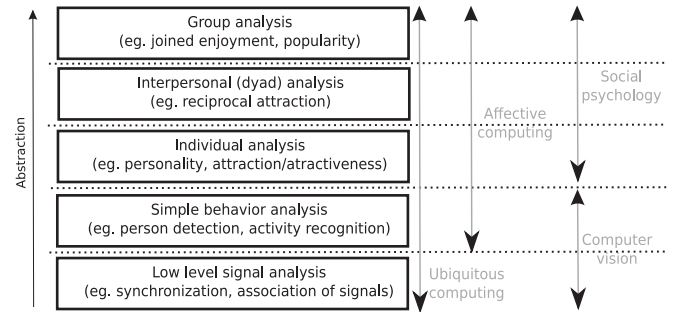 Abstraction
Group analysis
(eg. joined enjoyment, popularity)
Interpersonal (dyad) analysis
(eg. reciprocal attraction)
Individual analysis
(eg. personality, attraction/atractiveness)
Simple behavior analysis
(eg. person detection, activity recognition)
Low level signal analysis
(eg. synchronization, association of signals)
Ubiquitous
computing
Affective
computing
Social
psychology
Computer
vision